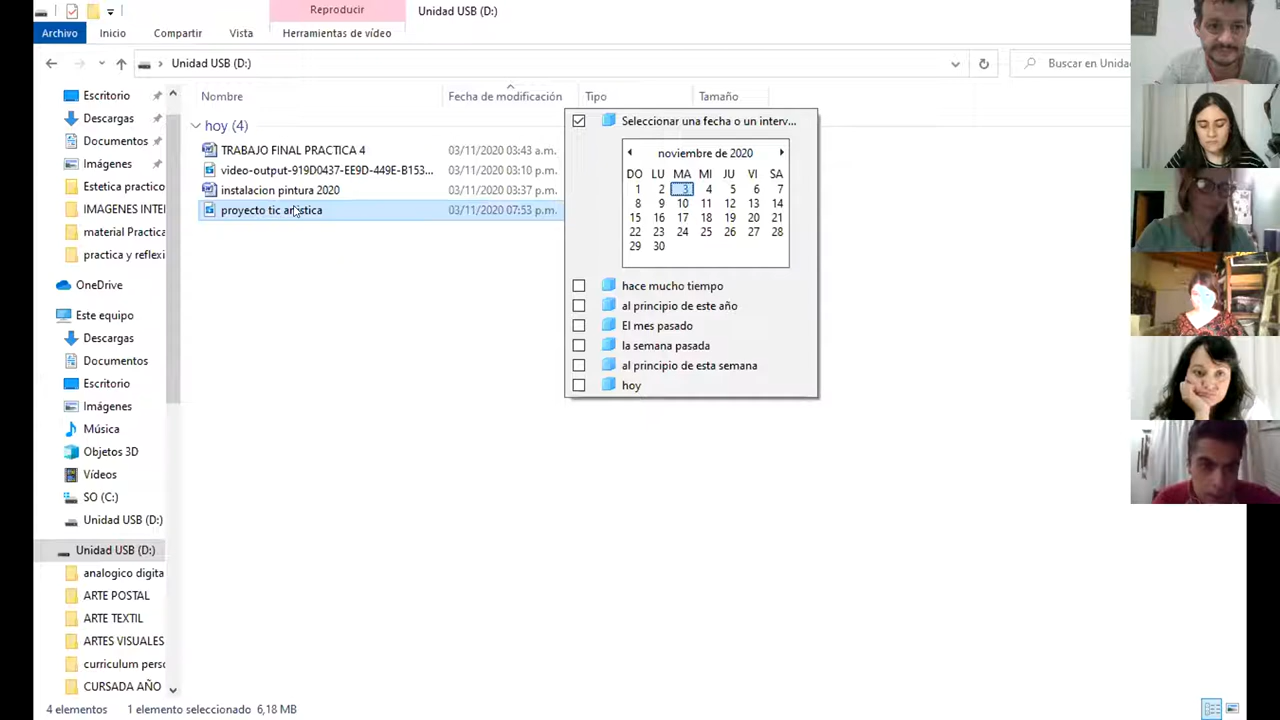 Reproducir
Unidad USB (D:)
Archivo
Inicio
Compartir
Vista
Herramientas de vídeo
Unidad USB (D:)
Buscar en Unida
Nombre
Fecha de modificación
Tipo
Tamaño
hoy (4)
TRABAJO FINAL PRACTICA 4
03/11/2020 03:43 a.m.
video-output-919D0437-EE9D-449E-B153...
03/11/2020 03:10 p.m.
instalacion pintura 2020
03/11/2020 03:37 p.m.
proyecto tic artistica
03/11/2020 07:53 p.m.
Seleccionar una fecha o un interv...
noviembre de 2020
DO LU MA MI JU VI SA
1 2 3 4 5 6 7
8 9 10 11 12 13 14
15 16 17 18 19 20 21
22 23 24 25 26 27 28
29 30
hace mucho tiempo
al principio de este año
El mes pasado
la semana pasada
al principio de esta semana
hoy
Escritorio
Descargas
Documentos
Imágenes
Estetica practico
IMAGENES INTE
material Practica
practica y reflexi
OneDrive
Este equipo
Descargas
Documentos
Escritorio
Imágenes
Música
Objetos 3D
Vídeos
SO (C:)
Unidad USB (D:)
Unidad USB (D:)
analogico digita
ARTE POSTAL
ARTE TEXTIL
ARTES VISUALES
curriculum perso
CURSADA AÑO
4 elementos
1 elemento seleccionado 6,18 MB